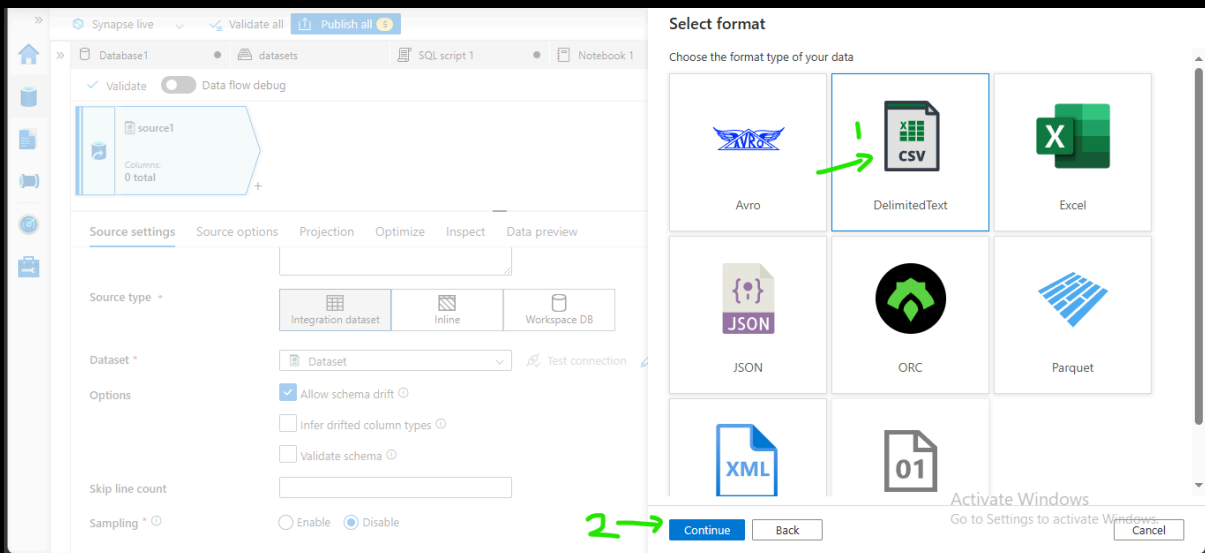 Synapse live
Validate all
Publish all 5
Database1
datasets
SQL script 1
Notebook 1
Validate
Data flow debug
source1
Columns:
0 total
+
Source settings
Source options
Projection
Optimize
Inspect
Data preview
Source type *
Integration dataset
Inline
Workspace DB
Dataset *
Dataset
Test connection
Options
Allow schema drift
Infer drifted column types
Validate schema
Skip line count
Sampling *
Enable
Disable
Select format
Choose the format type of your data
AVRO
Avro
1
X
CSV
DelimitedText
X
Excel
{:}
JSON
JSON
ORC
Parquet
XML
01
2
Continue
Back
Cancel
Activate Windows
Go to Settings to activate Windows.